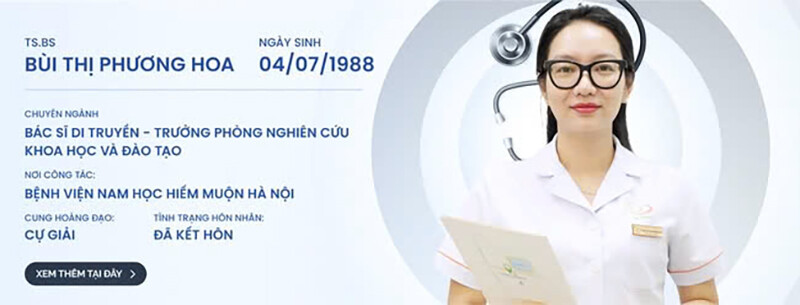 TS.BS
BÙI THỊ PHƯƠNG HOA
NGÀY SINH
04/07/1988
CHUYÊN NGÀNH
BÁC SĨ DI TRUYỀN - TRƯỞNG PHÒNG NGHIÊN CỨU
KHOA HỌC VÀ ĐÀO TẠO
NƠI CÔNG TÁC:
BỆNH VIỆN NAM HỌC HIẾM MUỘN HÀ NỘI
CUNG HOÀNG ĐẠO:
CỰ GIẢI
TÌNH TRẠNG HÔN NHÂN:
ĐÃ KẾT HÔN
XEM THÊM TẠI ĐÂY